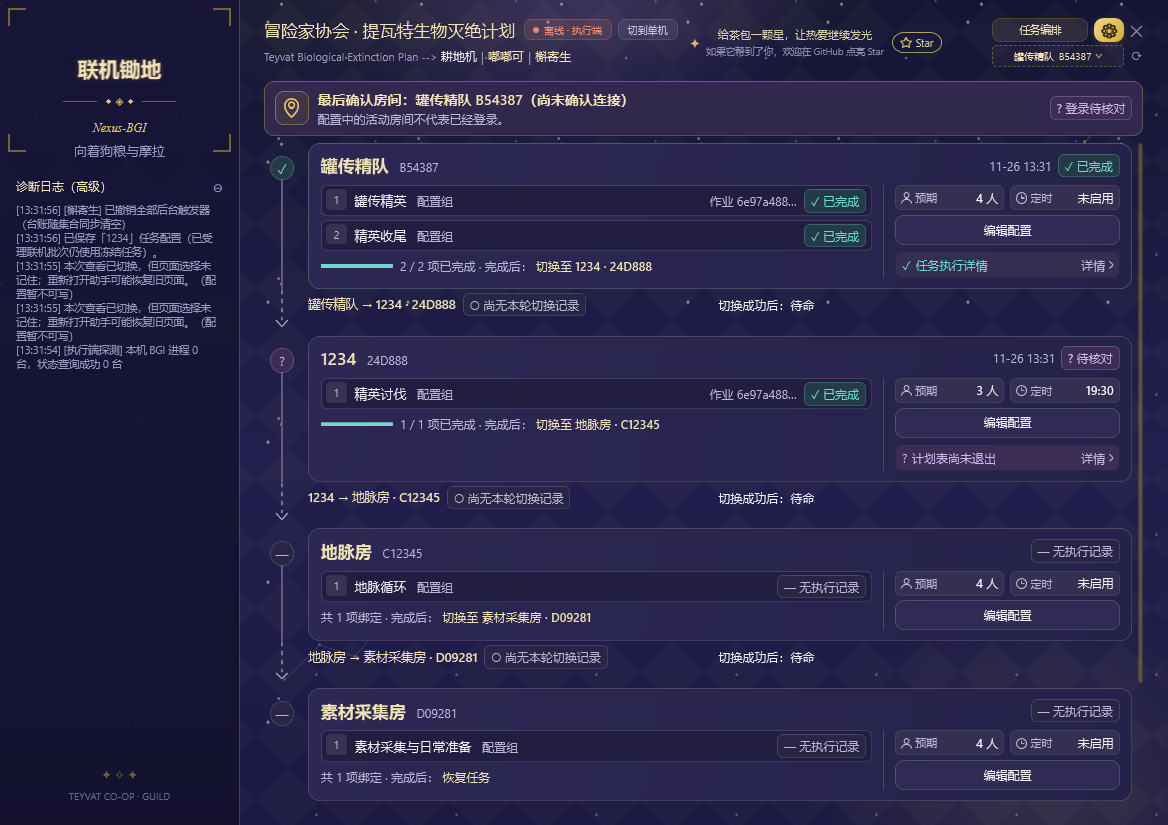 联机锄地
Nexus-BGI
向着狗粮与摩拉
诊断日志（高级）
[13:31:56] [槲寄生] 已撤销全部后台触发器
（台账随集合同步清空）
[13:31:56] 已保存「1234」任务配置（已受
理联机批次仍使用冻结任务）。
[13:31:55] 本次查看已切换，但页面选择未
记住；重新打开助手可能恢复旧页面。（配
置暂不可写）
[13:31:55] 本次查看已切换，但页面选择未
记住；重新打开助手可能恢复旧页面。（配
置暂不可写）
[13:31:54] [执行端探测] 本机 BGI 进程 0
台，状态查询成功 0 台
TEYVAT CO-OP · GUILD
冒险家协会 · 提瓦特生物灭绝计划
离线 · 执行端
切到单机
Teyvat Biological-Extinction Plan --> 耕地机 | 嘟嘟可 | 槲寄生
给茶包一颗星，让热爱继续发光
如果它帮到了你，欢迎在 GitHub 点亮 Star
Star
任务编排
罐传精队 B54387
最后确认房间：罐传精队 B54387（尚未确认连接）
配置中的活动房间不代表已经登录。
? 登录待核对
罐传精队 B54387
11-26 13:31 ✓ 已完成
1 罐传精英 配置组 作业 6e97a488... ✓ 已完成
2 精英收尾 配置组 ✓ 已完成
2 / 2 项已完成 · 完成后： 切换至 1234 · 24D888
预期 4 人 定时 未启用
编辑配置
✓ 任务执行详情 详情 >
罐传精队 → 1234 · 24D888 尚无本轮切换记录 切换成功后：待命
? 1234 24D888
11-26 13:31 ? 待核对
1 精英讨伐 配置组 作业 6e97a488... ✓ 已完成
1 / 1 项已完成 · 完成后： 切换至 地脉房 · C12345
预期 3 人 定时 19:30
编辑配置
? 计划表尚未退出 详情 >
1234 → 地脉房 · C12345 尚无本轮切换记录 切换成功后：待命
— 地脉房 C12345
— 无执行记录
1 地脉循环 配置组 — 无执行记录
共 1 项绑定 · 完成后： 切换至 素材采集房 · D09281
预期 4 人 定时 未启用
编辑配置
地脉房 → 素材采集房 · D09281 尚无本轮切换记录 切换成功后：待命
— 素材采集房 D09281
— 无执行记录
1 素材采集与日常准备 配置组 — 无执行记录
共 1 项绑定 · 完成后： 恢复任务
预期 4 人 定时 未启用
编辑配置